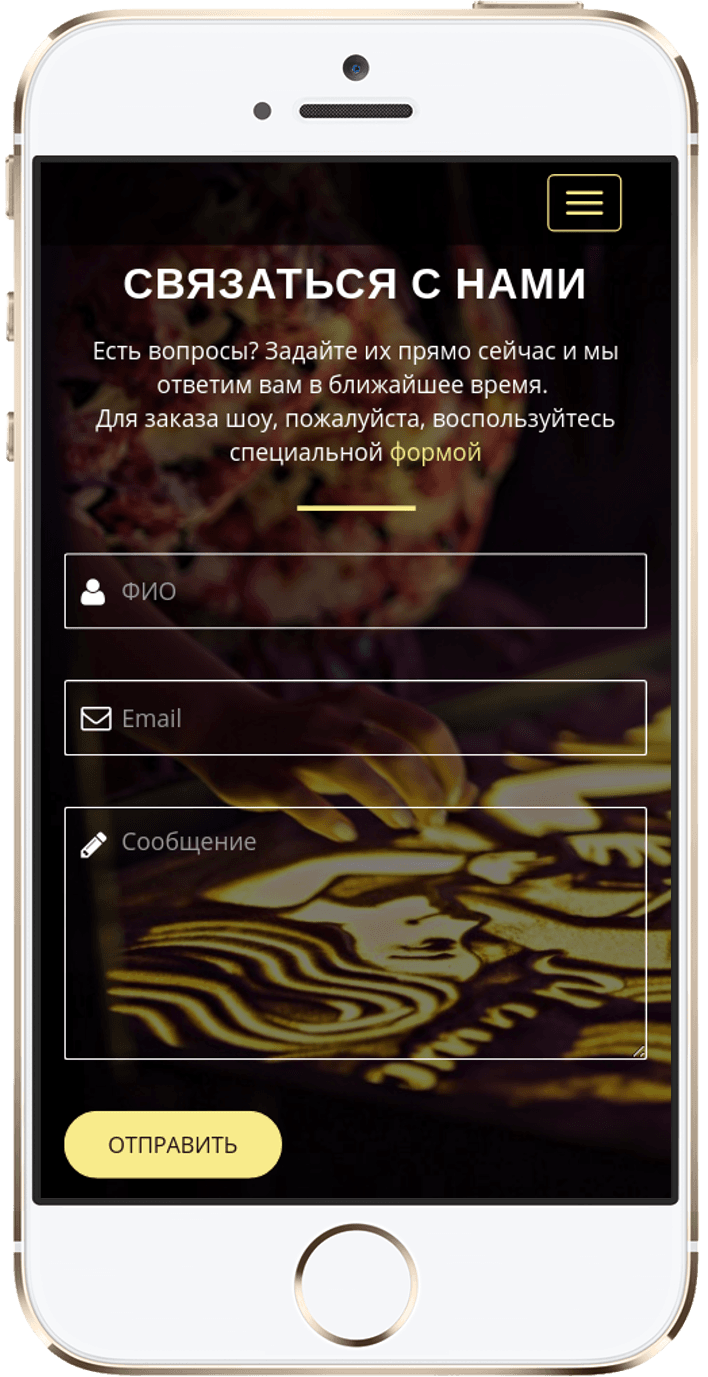 СВЯЗАТЬСЯ С НАМИ
Есть вопросы? Задайте их прямо сейчас и мы
ответим вам в ближайшее время.
Для заказа шоу, пожалуйста, воспользуйтесь
специальной формой
ФИО
Email
Сообщение
ОТПРАВИТЬ